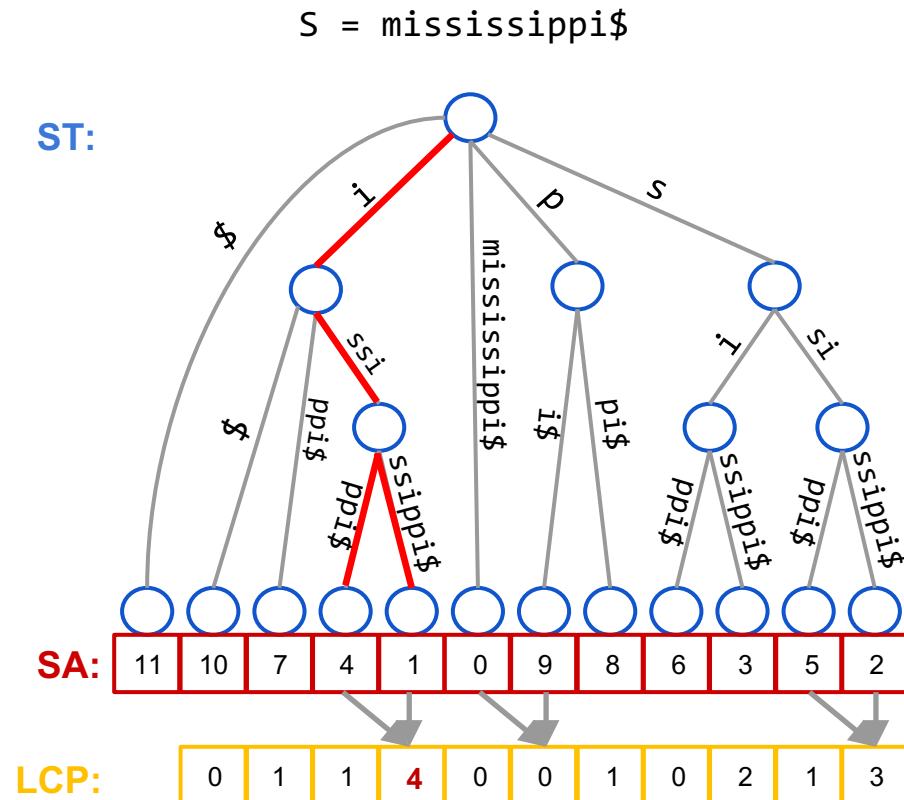 S = mississippi$
ST:
i
p
s
$
mississippi$
ssi
i
si
$
ppi$
i$
pi$
ppi$
ssippi$
ppi$
ssippi$
ppi$
ssippi$
SA: 11 10 7 4 1 0 9 8 6 3 5 2
LCP: 0 1 1 4 0 0 1 0 2 1 3